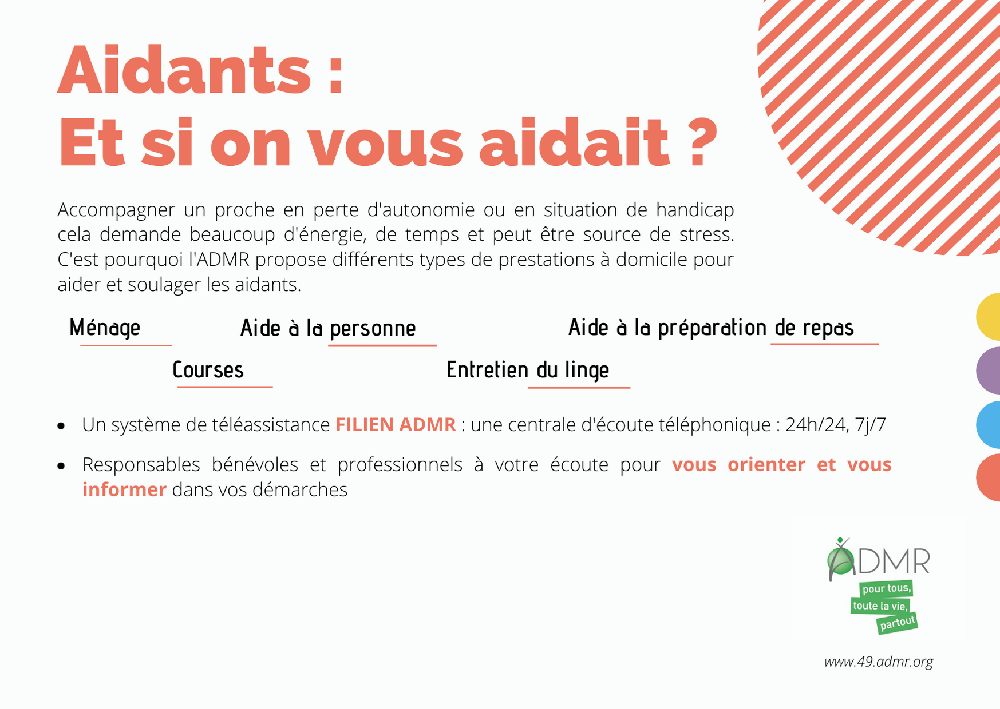 Aidants :
Et si on vous aidait ?
Accompagner un proche en perte d'autonomie ou en situation de handicap
cela demande beaucoup d'énergie, de temps et peut être source de stress.
C'est pourquoi l'ADMR propose différents types de prestations à domicile pour
aider et soulager les aidants.
Ménage
Aide à la personne
Aide à la préparation de repas
Courses
Entretien du linge
• Un système de téléassistance FILIEN ADMR : une centrale d'écoute téléphonique : 24h/24, 7j/7
• Responsables bénévoles et professionnels à votre écoute pour vous orienter et vous
informer dans vos démarches
ADMR
pour tous,
toute la vie,
partout
www.49.admr.org